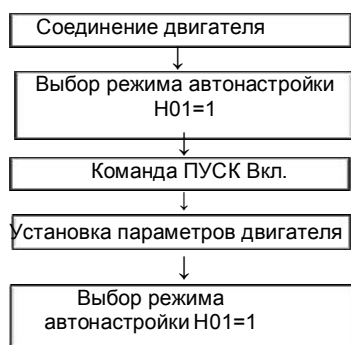 Соединение двигателя
↓
Выбор режима автонастройки
H01=1
↓
Команда ПУСК Вкл.
↓
Установка параметров двигателя
↓
Выбор режима
автонастройки H01=1